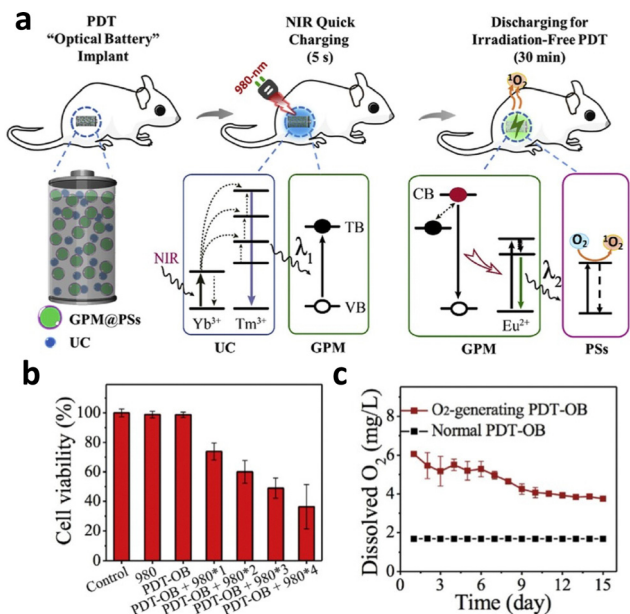 a
PDT
"Optical Battery"
Implant
NIR Quick
Charging
(5 s)
Discharging for
Irradiation-Free PDT
(30 min)
980-nm
¹O₂
GPM@PSs
UC
NIR
Yb³⁺
Tm³⁺
λ₁
UC
TB
VB
GPM
CB
Eu²⁺
λ₂
GPM
O₂
¹O₂
PSs
b
Cell viability (%)
120
100
80
60
40
20
0
Control
980
PDT-OB
PDT-OB + 980*1
PDT-OB + 980*2
PDT-OB + 980*3
PDT-OB + 980*4
c
Dissolved O₂ (mg/L)
8
6
4
2
0
O₂-generating PDT-OB
Normal PDT-OB
0 3 6 9 12 15
Time (day)